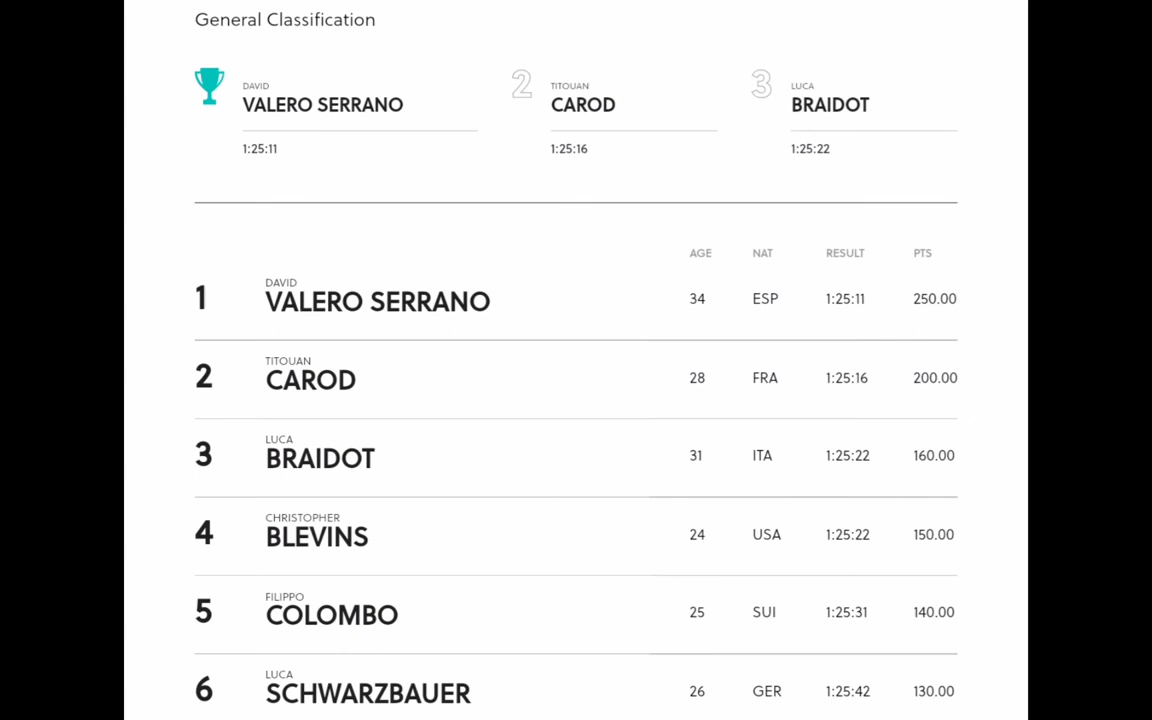 General Classification
DAVID
VALERO SERRANO
1:25:11
2
TITOUAN
CAROD
1:25:16
3
LUCA
BRAIDOT
1:25:22
AGE NAT RESULT PTS
1 DAVID
VALERO SERRANO 34 ESP 1:25:11 250.00
2 TITOUAN
CAROD 28 FRA 1:25:16 200.00
3 LUCA
BRAIDOT 31 ITA 1:25:22 160.00
4 CHRISTOPHER
BLEVINS 24 USA 1:25:22 150.00
5 FILIPPO
COLOMBO 25 SUI 1:25:31 140.00
6 LUCA
SCHWARZBAUER 26 GER 1:25:42 130.00